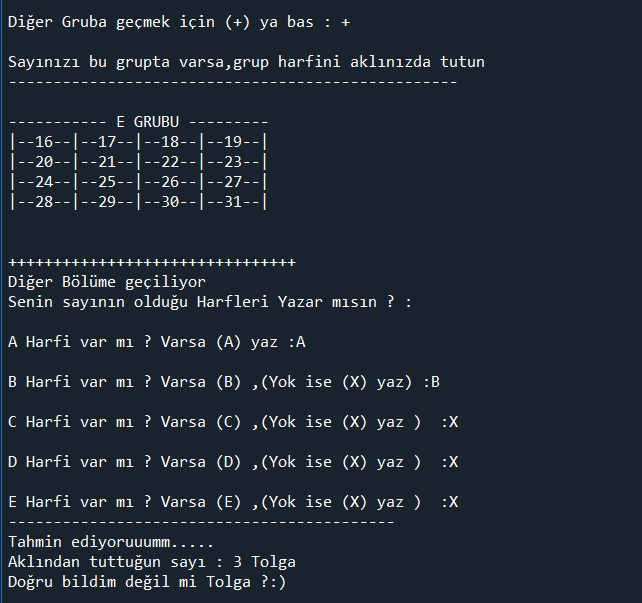 Diğer Gruba geçmek için (+) ya bas : +
Sayınızı bu grupta varsa,grup harfini aklınızda tutun
--------------------------------------------------
----------- E GRUBU ---------
|--16--|--17--|--18--|--19--|
|--20--|--21--|--22--|--23--|
|--24--|--25--|--26--|--27--|
|--28--|--29--|--30--|--31--|
++++++++++++++++++++++++++++++++
Diğer Bölüme geçiliyor
Senin sayının olduğu Harfleri Yazar mısın ? :
A Harfi var mı ? Varsa (A) yaz :A
B Harfi var mı ? Varsa (B) ,(Yok ise (X) yaz) :B
C Harfi var mı ? Varsa (C) ,(Yok ise (X) yaz )  :X
D Harfi var mı ? Varsa (D) ,(Yok ise (X) yaz )  :X
E Harfi var mı ? Varsa (E) ,(Yok ise (X) yaz )  :X
-------------------------------------------
Tahmin ediyoruuumm.....
Aklından tuttuğun sayı : 3 Tolga
Doğru bildim değil mi Tolga ?:)